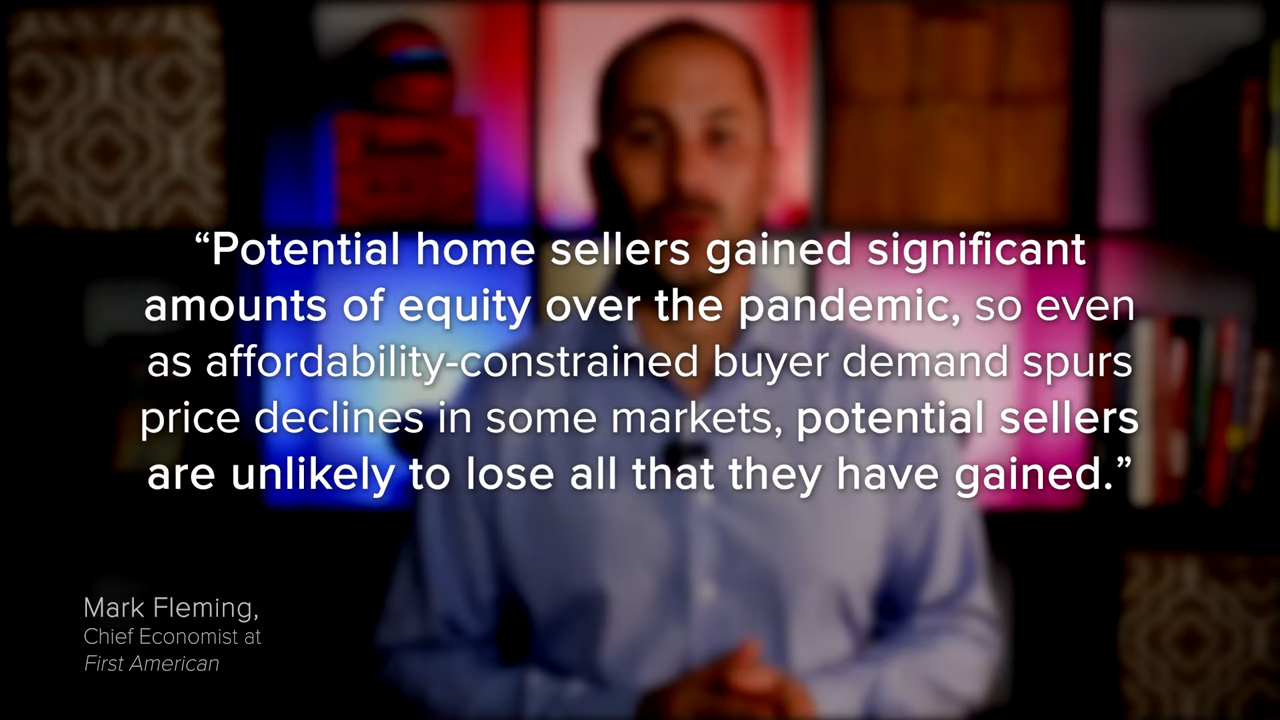 “Potential home sellers gained significant
amounts of equity over the pandemic, so even
as affordability-constrained buyer demand spurs
price declines in some markets, potential sellers
are unlikely to lose all that they have gained.”
Mark Fleming,
Chief Economist at
First American